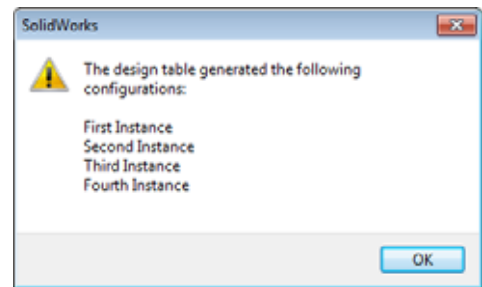 SolidWorks
The design table generated the following
configurations:
First Instance
Second Instance
Third Instance
Fourth Instance
OK